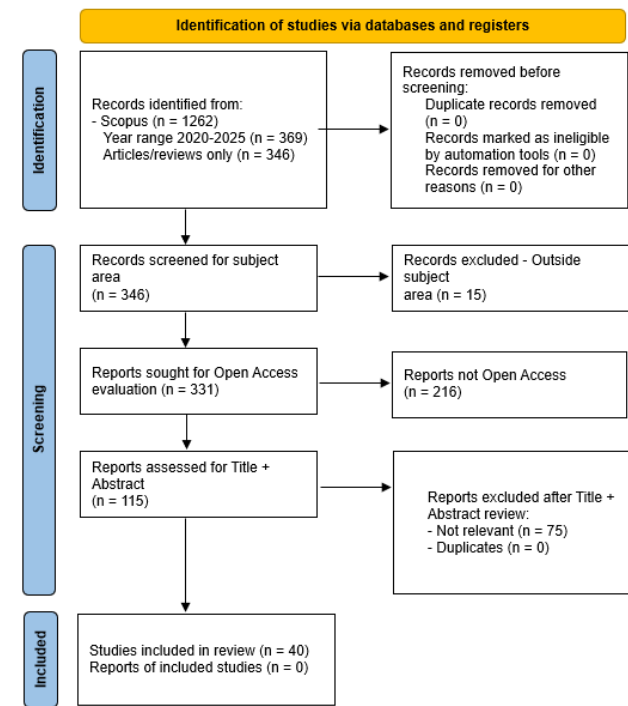 Identification of studies via databases and registers
Identification
Records identified from:
- Scopus (n = 1262)
Year range 2020-2025 (n = 369)
Articles/reviews only (n = 346)
Records removed before
screening:
Duplicate records removed
(n = 0)
Records marked as ineligible
by automation tools (n = 0)
Records removed for other
reasons (n = 0)
Screening
Records screened for subject
area
(n = 346)
Records excluded - Outside
subject
area (n = 15)
Reports sought for Open Access
evaluation (n = 331)
Reports not Open Access
(n = 216)
Reports assessed for Title +
Abstract
(n = 115)
Reports excluded after Title +
Abstract review:
- Not relevant (n = 75)
- Duplicates (n = 0)
Included
Studies included in review (n = 40)
Reports of included studies (n = 0)